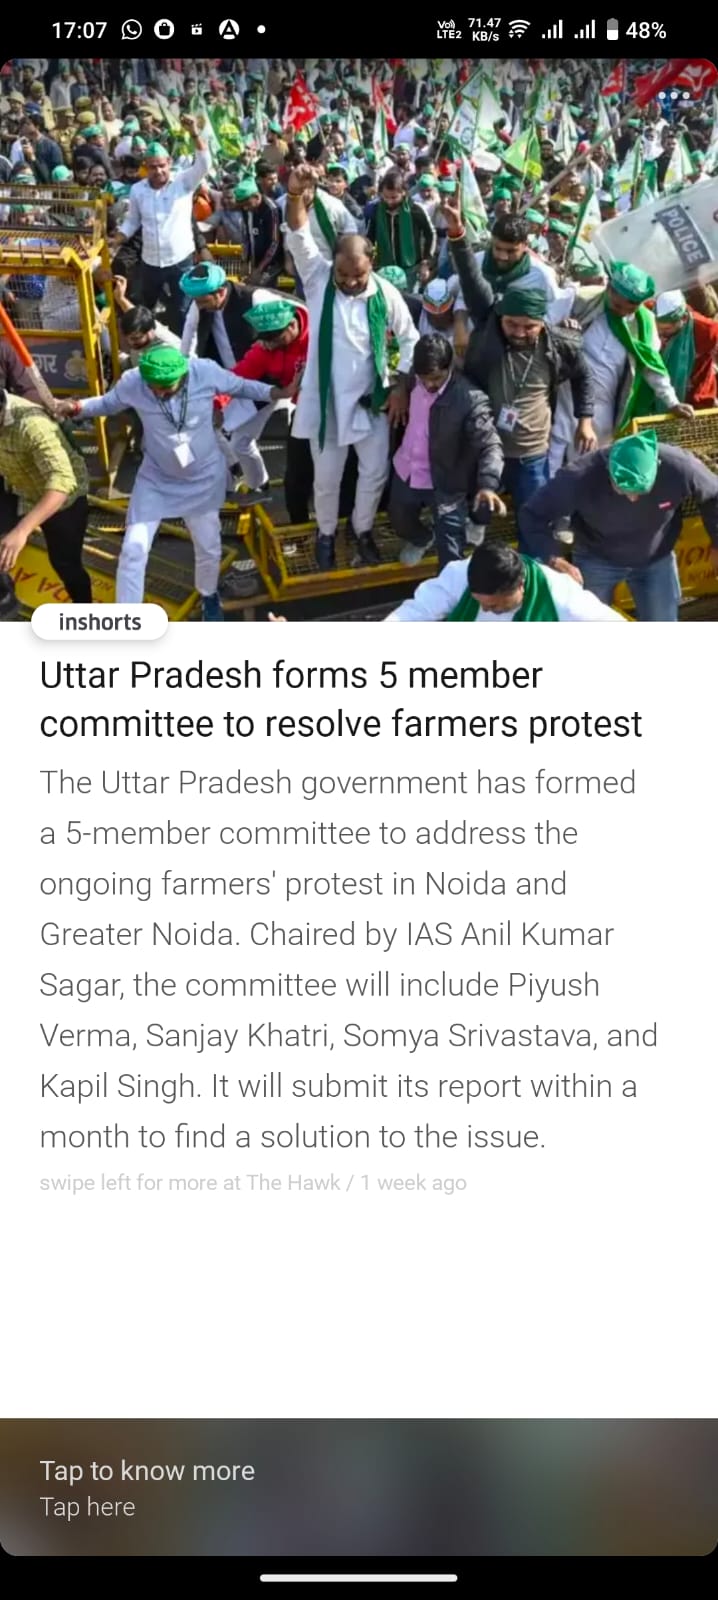 17:07
Vo))
LTE2
71.47
KB/s
48%
POLICE
inshorts
Uttar Pradesh forms 5 member
committee to resolve farmers protest
The Uttar Pradesh government has formed
a 5-member committee to address the
ongoing farmers' protest in Noida and
Greater Noida. Chaired by IAS Anil Kumar
Sagar, the committee will include Piyush
Verma, Sanjay Khatri, Somya Srivastava, and
Kapil Singh. It will submit its report within a
month to find a solution to the issue.
swipe left for more at The Hawk / 1 week ago
Tap to know more
Tap here